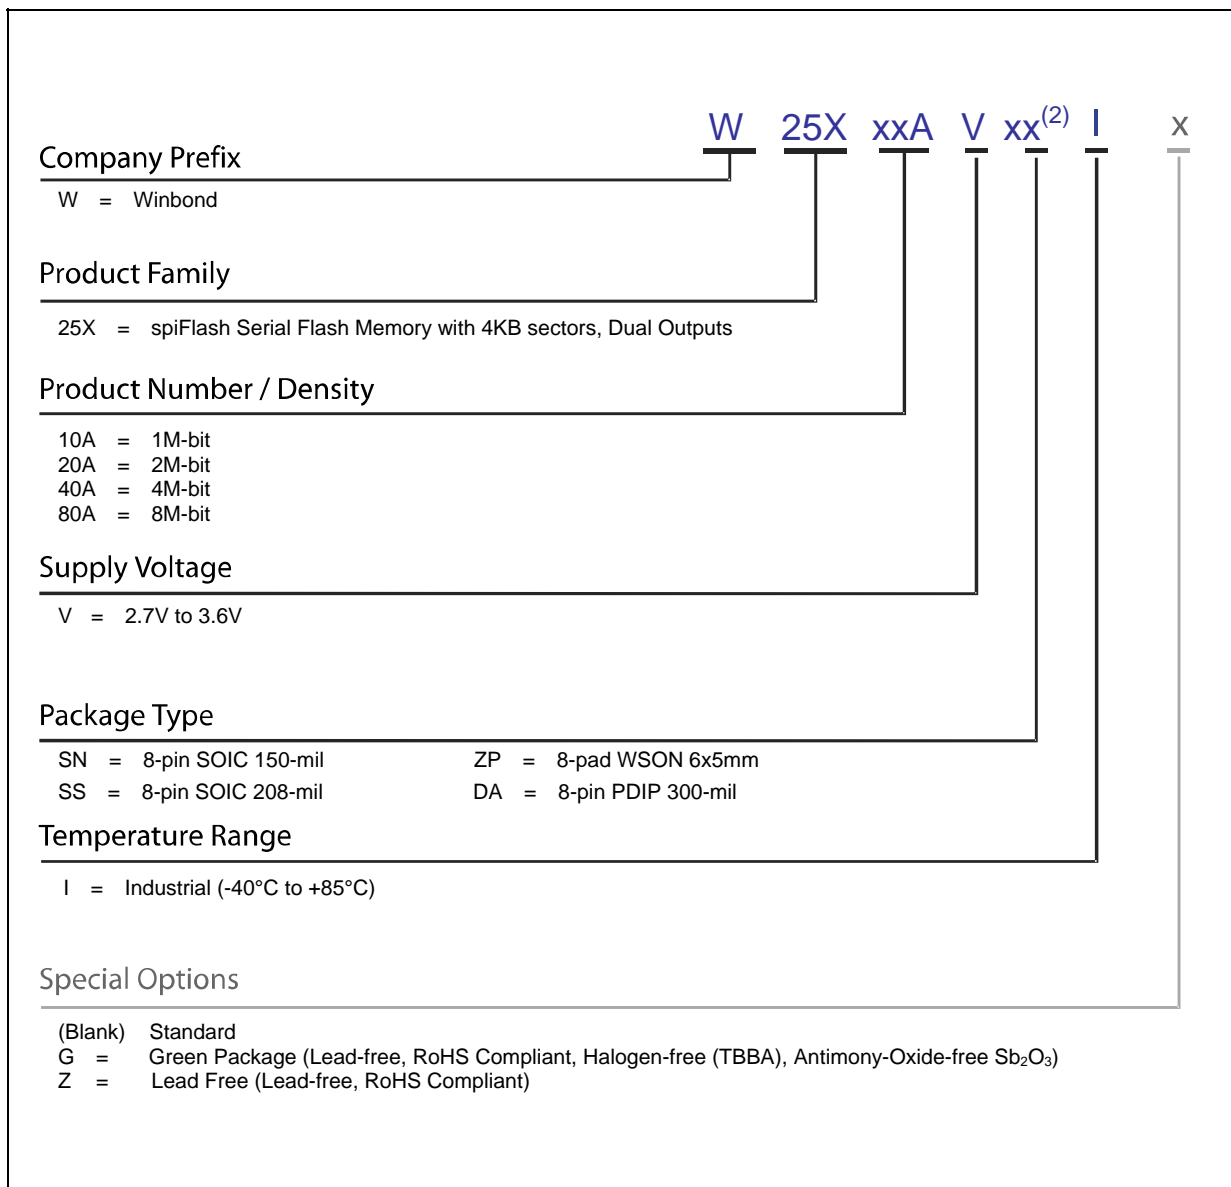 W 25X xxA V xx(2) I x
Company Prefix
W = Winbond
Product Family
25X = spiFlash Serial Flash Memory with 4KB sectors, Dual Outputs
Product Number / Density
10A = 1M-bit
20A = 2M-bit
40A = 4M-bit
80A = 8M-bit
Supply Voltage
V = 2.7V to 3.6V
Package Type
SN = 8-pin SOIC 150-mil ZP = 8-pad WSON 6x5mm
SS = 8-pin SOIC 208-mil DA = 8-pin PDIP 300-mil
Temperature Range
I = Industrial (-40°C to +85°C)
Special Options
(Blank) Standard
G = Green Package (Lead-free, RoHS Compliant, Halogen-free (TBBA), Antimony-Oxide-free Sb₂O₃)
Z = Lead Free (Lead-free, RoHS Compliant)